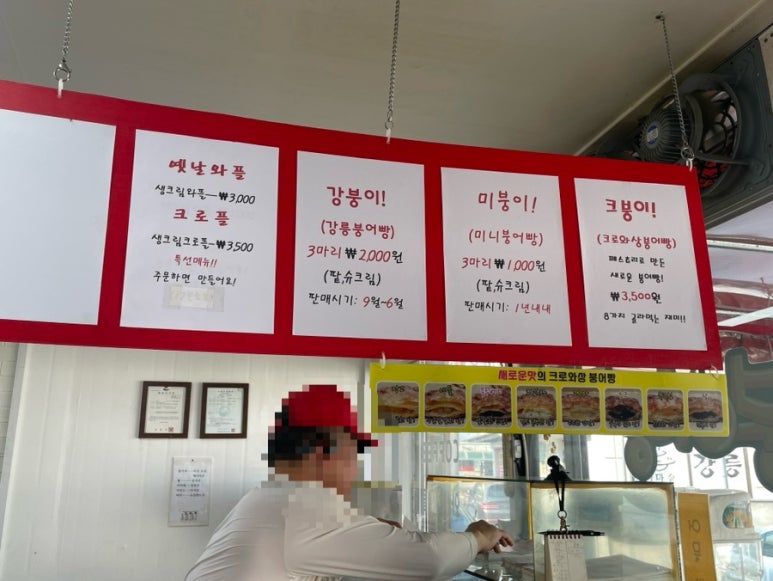 옛날와플
생크림와플-₩3,000
크로플
생크림크로플-₩3,500
특선메뉴!!
주문하면 만들어요!
강붕이!
(강릉붕어빵)
3마리 ₩2,000원
(팥,슈크림)
판매시기: 9월~6월
미붕이!
(미니붕어빵)
3마리 ₩1,000원
(팥,슈크림)
판매시기: 1년내내
크붕이!
(크로와상붕어빵)
페스츄리로 만든
새로운 붕어빵!
₩3,500원
8가지 골라먹는 재미!!
새로운맛의 크로와상 붕어빵
강릉